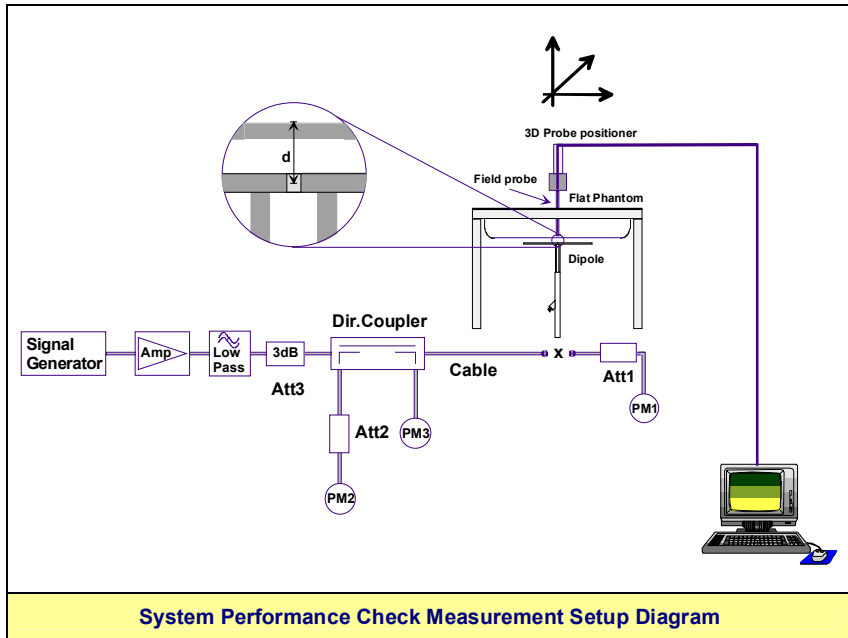 3D Probe positioner
d
Field probe
Flat Phantom
Dipole
Signal
Generator
Amp
Low
Pass
3dB
Att3
Dir.Coupler
Cable
x
Att1
PM1
Att2
PM3
PM2
System Performance Check Measurement Setup Diagram